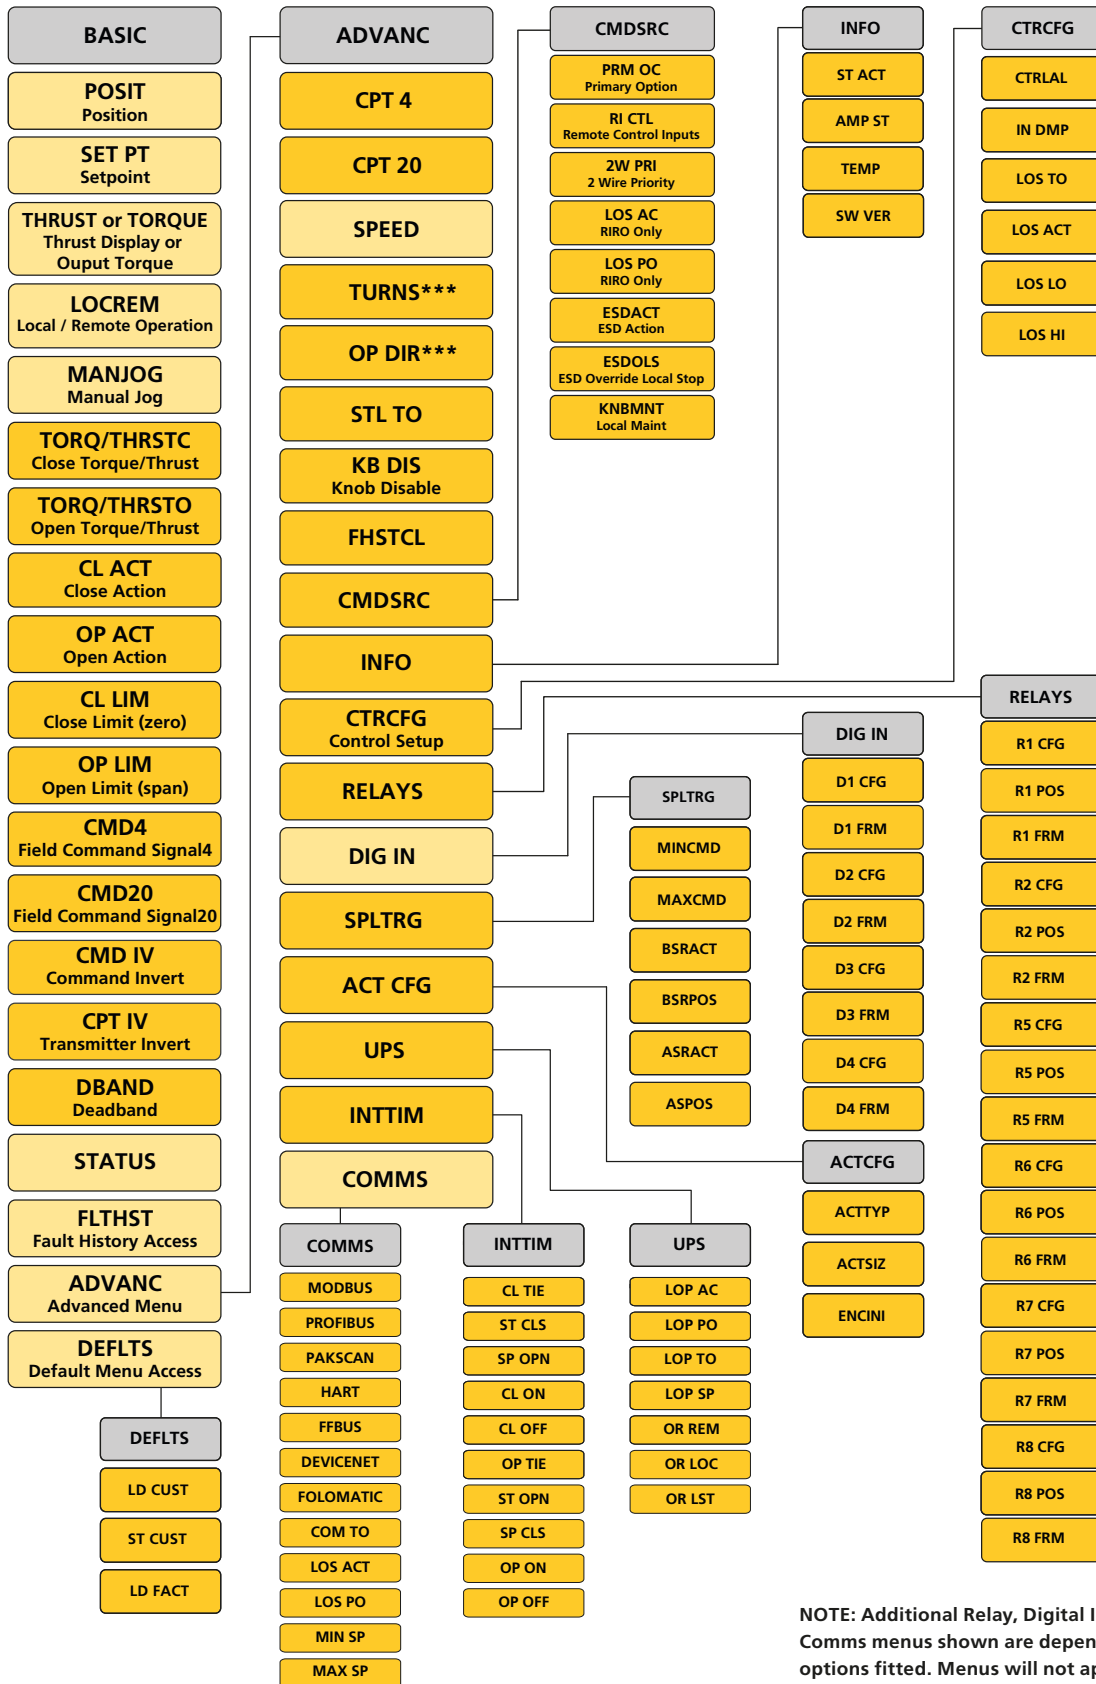 BASIC
POSIT
Position
SET PT
Setpoint
THRUST or TORQUE
Thrust Display or
Ouput Torque
LOCREM
Local / Remote Operation
MANJOG
Manual Jog
TORQ/THRSTC
Close Torque/Thrust
TORQ/THRSTO
Open Torque/Thrust
CL ACT
Close Action
OP ACT
Open Action
CL LIM
Close Limit (zero)
OP LIM
Open Limit (span)
CMD4
Field Command Signal4
CMD20
Field Command Signal20
CMD IV
Command Invert
CPT IV
Transmitter Invert
DBAND
Deadband
STATUS
FLTHST
Fault History Access
ADVANC
Advanced Menu
DEFLTS
Default Menu Access
DEFLTS
LD CUST
ST CUST
LD FACT
ADVANC
CPT 4
CPT 20
SPEED
TURNS***
OP DIR***
STL TO
KB DIS
Knob Disable
FHSTCL
CMDSRC
INFO
CTRCFG
Control Setup
RELAYS
DIG IN
SPLTRG
ACT CFG
UPS
INTTIM
COMMS
COMMS
MODBUS
PROFIBUS
PAKSCAN
HART
FFBUS
DEVICENET
FOLOMATIC
COM TO
LOS ACT
LOS PO
MIN SP
MAX SP
INTTIM
CL TIE
ST CLS
SP OPN
CL ON
CL OFF
OP TIE
ST OPN
SP CLS
OP ON
OP OFF
CMDSRC
PRM OC
Primary Option
RI CTL
Remote Control Inputs
2W PRI
2 Wire Priority
LOS AC
RIRO Only
LOS PO
RIRO Only
ESDACT
ESD Action
ESDOLS
ESD Override Local Stop
KNBMNT
Local Maint
SPLTRG
MINCMD
MAXCMD
BSRACT
BSRPOS
ASRACT
ASPOS
UPS
LOP AC
LOP PO
LOP TO
LOP SP
OR REM
OR LOC
OR LST
INFO
ST ACT
AMP ST
TEMP
SW VER
DIG IN
D1 CFG
D1 FRM
D2 CFG
D2 FRM
D3 CFG
D3 FRM
D4 CFG
D4 FRM
ACTCFG
ACTTYP
ACTSIZ
ENCINI
CTRCFG
CTRLAL
IN DMP
LOS TO
LOS ACT
LOS LO
LOS HI
RELAYS
R1 CFG
R1 POS
R1 FRM
R2 CFG
R2 POS
R2 FRM
R5 CFG
R5 POS
R5 FRM
R6 CFG
R6 POS
R6 FRM
R7 CFG
R7 POS
R7 FRM
R8 CFG
R8 POS
R8 FRM
NOTE: Additional Relay, Digital I
Comms menus shown are depen
options fitted. Menus will not ap